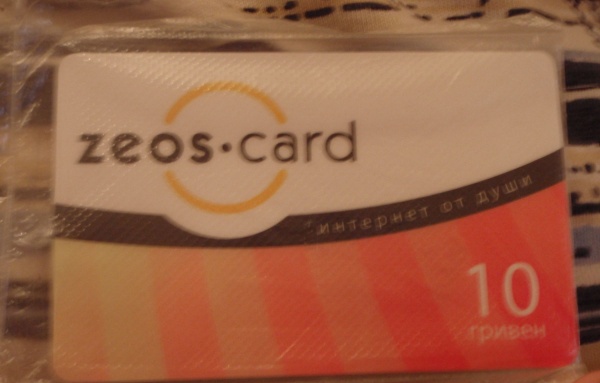 zeos·card
интернет от души
10
гривен